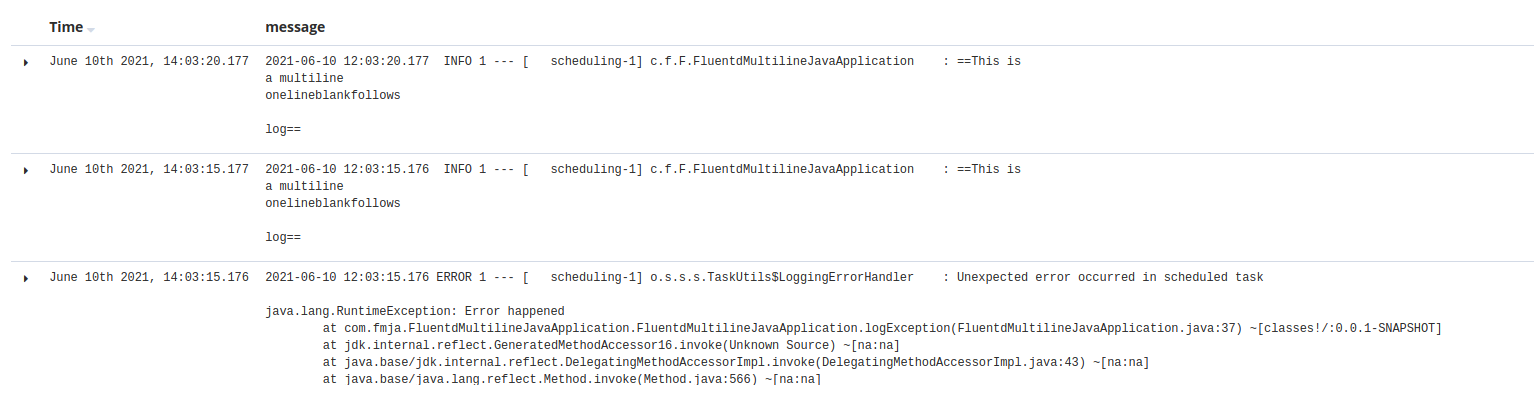 Time message
June 10th 2021, 14:03:20.177 2021-06-10 12:03:20.177  INFO 1 --- [   scheduling-1] c.f.F.FluentdMultilineJavaApplication    : ==This is
a multiline
onelineblankfollows
log==
June 10th 2021, 14:03:15.177 2021-06-10 12:03:15.176  INFO 1 --- [   scheduling-1] c.f.F.FluentdMultilineJavaApplication    : ==This is
a multiline
onelineblankfollows
log==
June 10th 2021, 14:03:15.176 2021-06-10 12:03:15.176 ERROR 1 --- [   scheduling-1] o.s.s.s.TaskUtils$LoggingErrorHandler    : Unexpected error occurred in scheduled task
java.lang.RuntimeException: Error happened
at com.fmja.FluentdMultilineJavaApplication.FluentdMultilineJavaApplication.logException(FluentdMultilineJavaApplication.java:37) ~[classes!/:0.0.1-SNAPSHOT]
at jdk.internal.reflect.GeneratedMethodAccessor16.invoke(Unknown Source) ~[na:na]
at java.base/jdk.internal.reflect.DelegatingMethodAccessorImpl.invoke(DelegatingMethodAccessorImpl.java:43) ~[na:na]
at java.base/java.lang.reflect.Method.invoke(Method.java:566) ~[na:na]